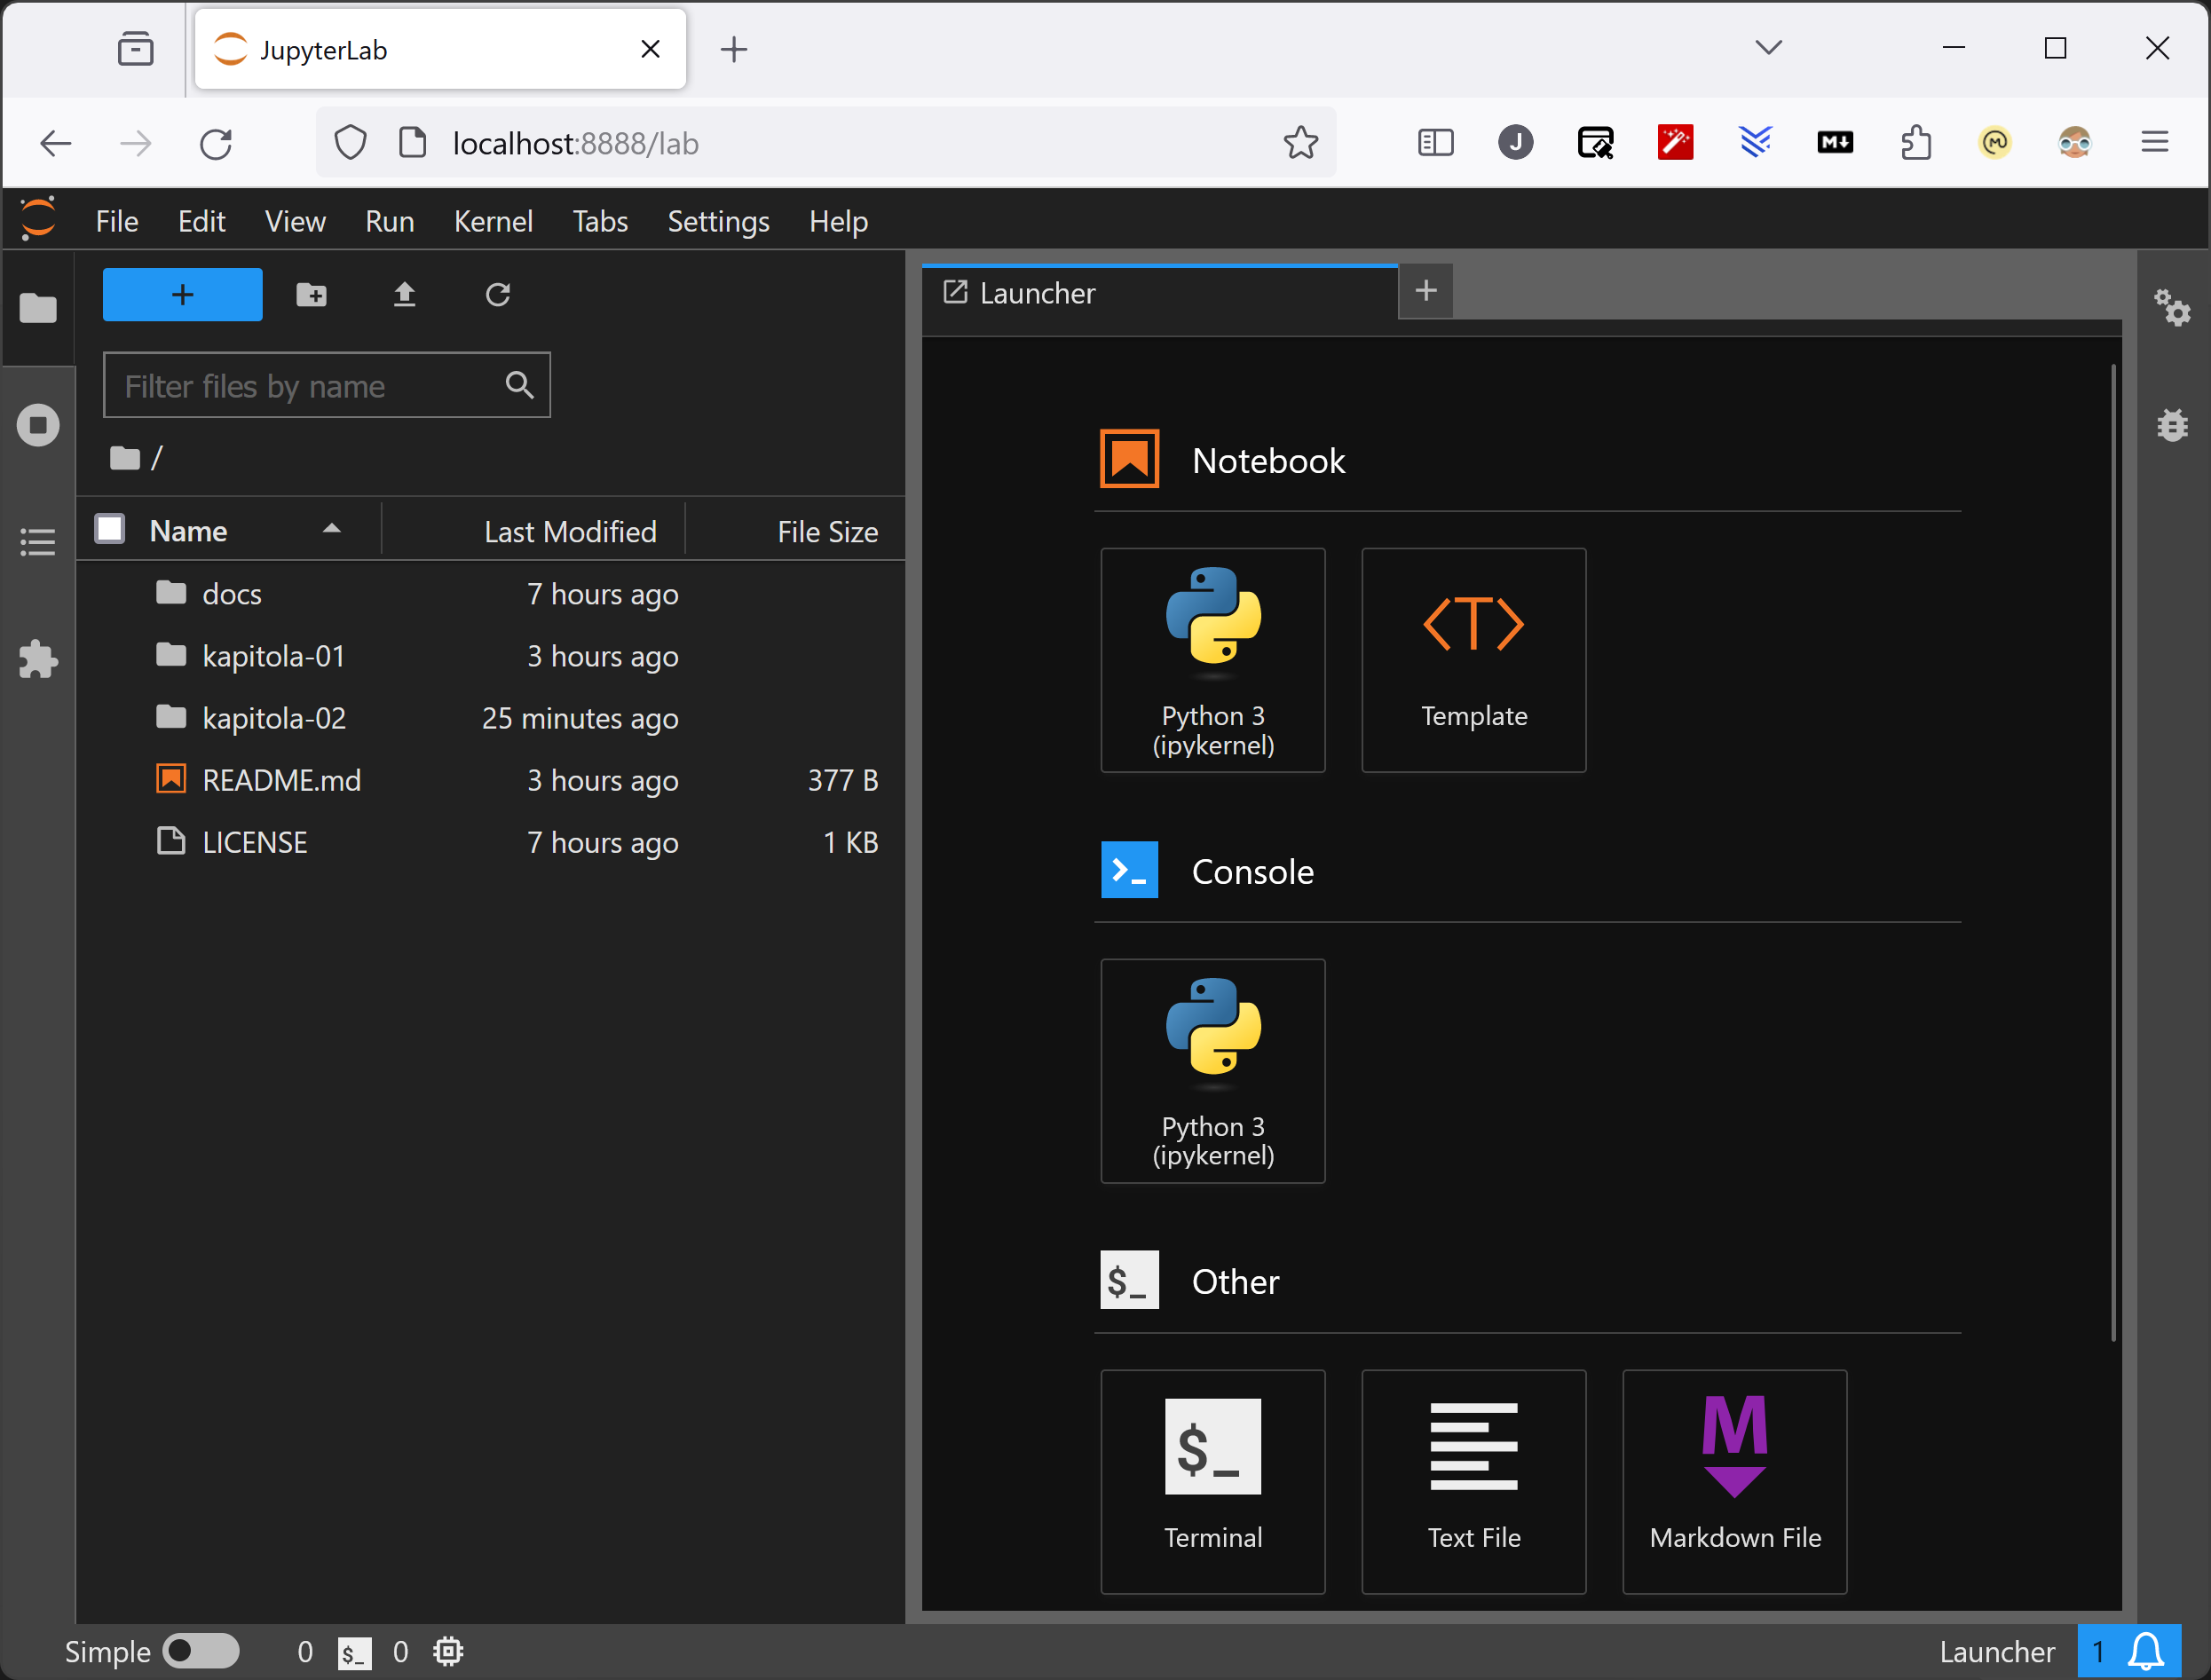 JupyterLab
localhost:8888/lab
J
M
File Edit View Run Kernel Tabs Settings Help
Launcher
Filter files by name
/
Name Last Modified File Size
docs 7 hours ago
kapitola-01 3 hours ago
kapitola-02 25 minutes ago
README.md 3 hours ago 377 B
LICENSE 7 hours ago 1 KB
Notebook
<T>
Python 3
(ipykernel)
Template
Console
Python 3
(ipykernel)
$_ Other
$_
M
Terminal
Text File
Markdown File
Simple 0 $_ 0
Launcher 1